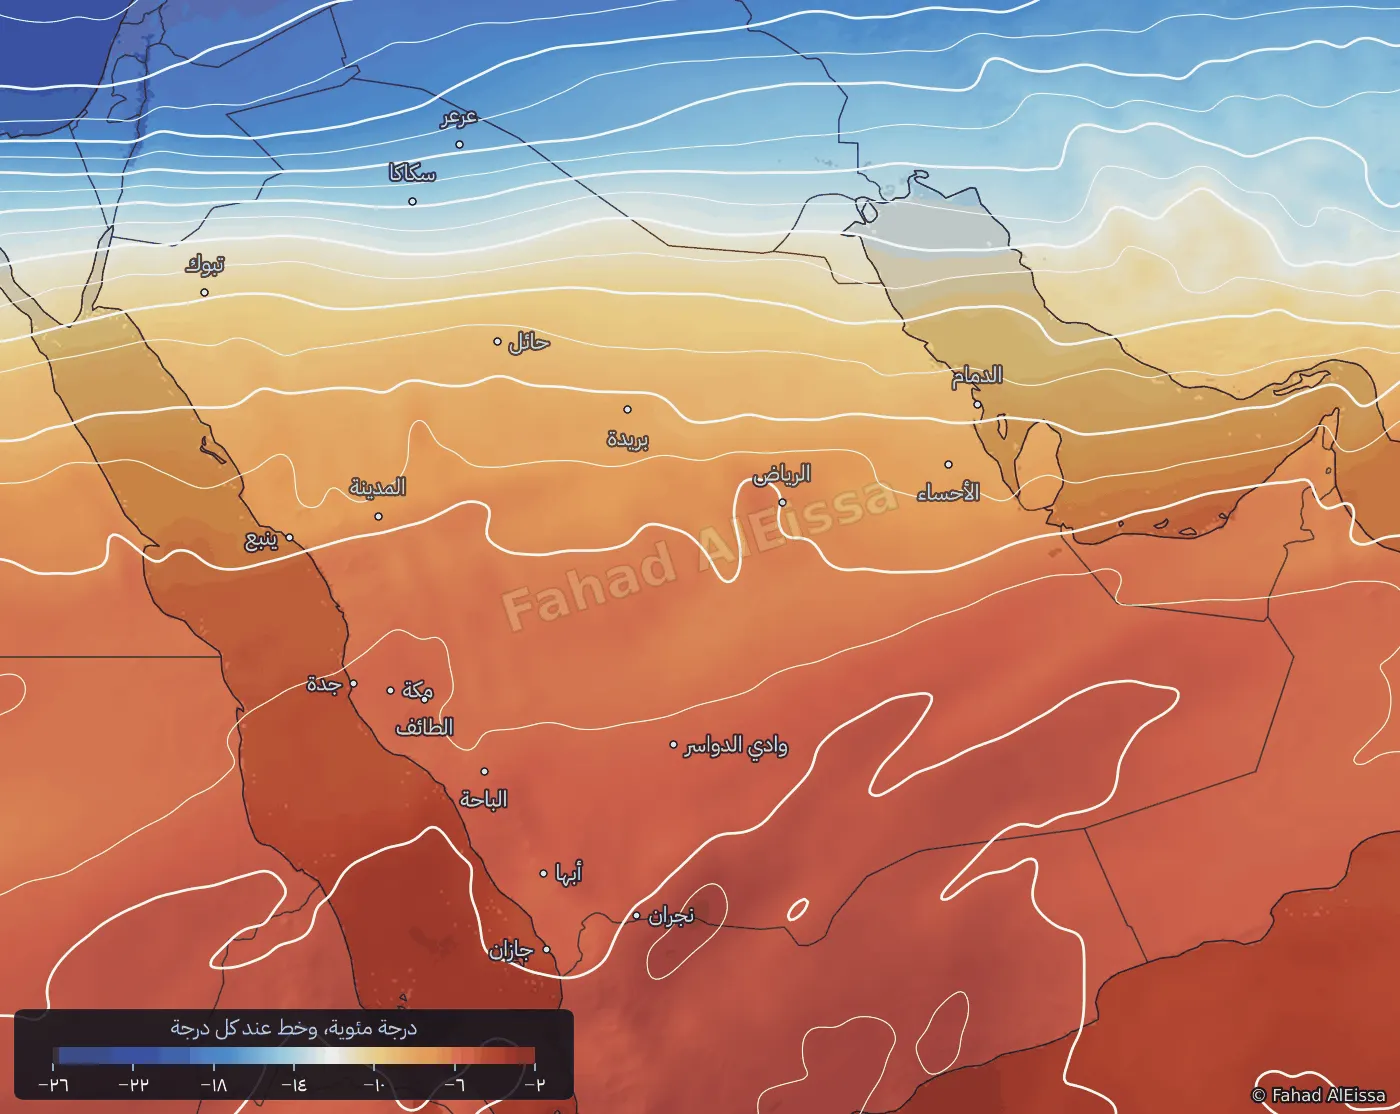 عرعر
سكاكا
تبوك
حائل
الدمام
بريدة
الرياض
المدينة
الأحساء
ينبع
Fahad AlEissa
جدة
مكة
الطائف
وادي الدواسر
الباحة
أبها
نجران
جازان
درجة مئوية، وخط عند كل درجة
−٢٦ −٢٢ −١٨ −١٤ −١٠ −٦ −٢
© Fahad AlEissa